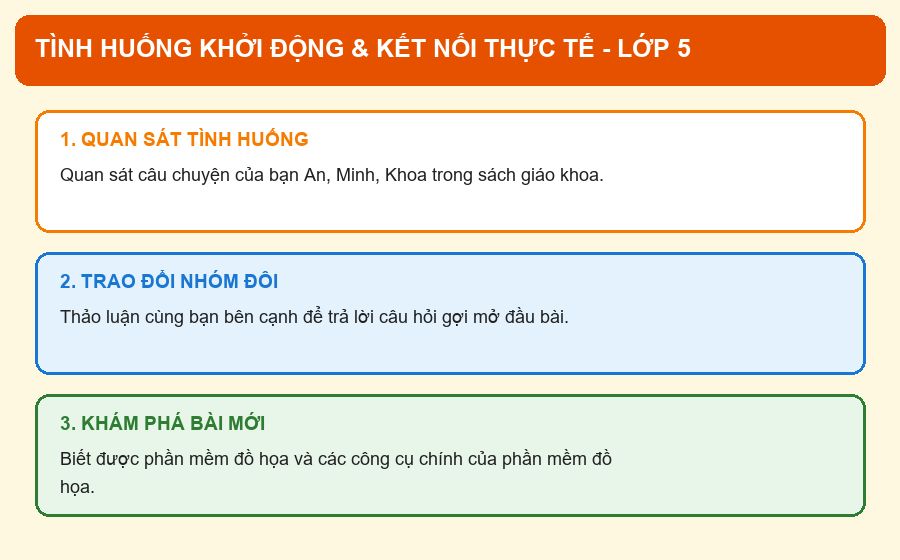 TÌNH HUỐNG KHỞI ĐỘNG & KẾT NỐI THỰC TẾ - LỚP 5
1. QUAN SÁT TÌNH HUỐNG
Quan sát câu chuyện của bạn An, Minh, Khoa trong sách giáo khoa.
2. TRAO ĐỔI NHÓM ĐÔI
Thảo luận cùng bạn bên cạnh để trả lời câu hỏi gợi mở đầu bài.
3. KHÁM PHÁ BÀI MỚI
Biết được phần mềm đồ họa và các công cụ chính của phần mềm đồ
họa.